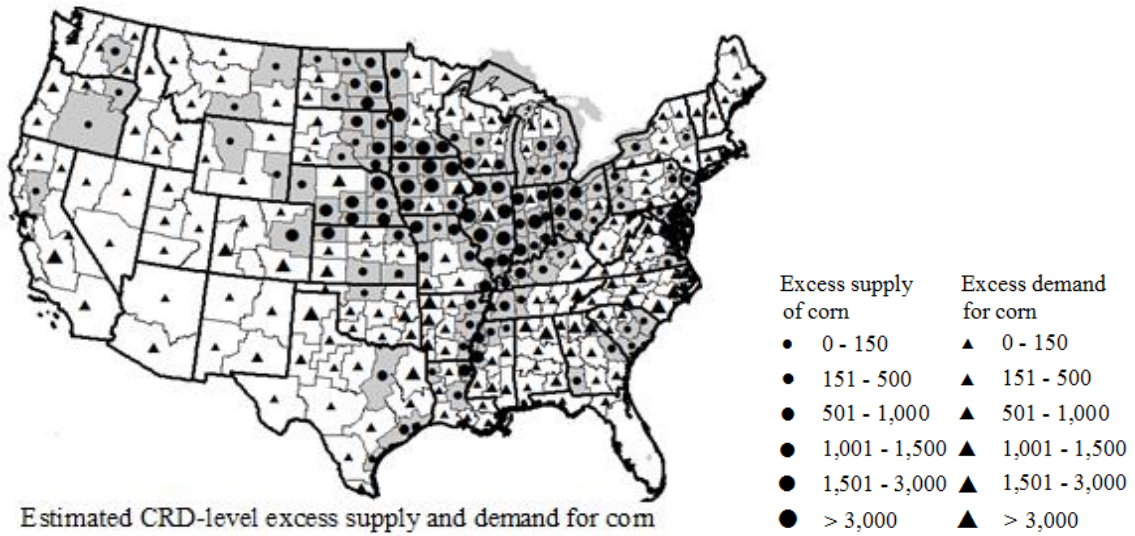 Excess supply
of corn
0 - 150
151 - 500
501 - 1,000
1,001 - 1,500
1,501 - 3,000
> 3,000
Excess demand
for corn
0 - 150
151 - 500
501 - 1,000
1,001 - 1,500
1,501 - 3,000
> 3,000
Estimated CRD-level excess supply and demand for corn